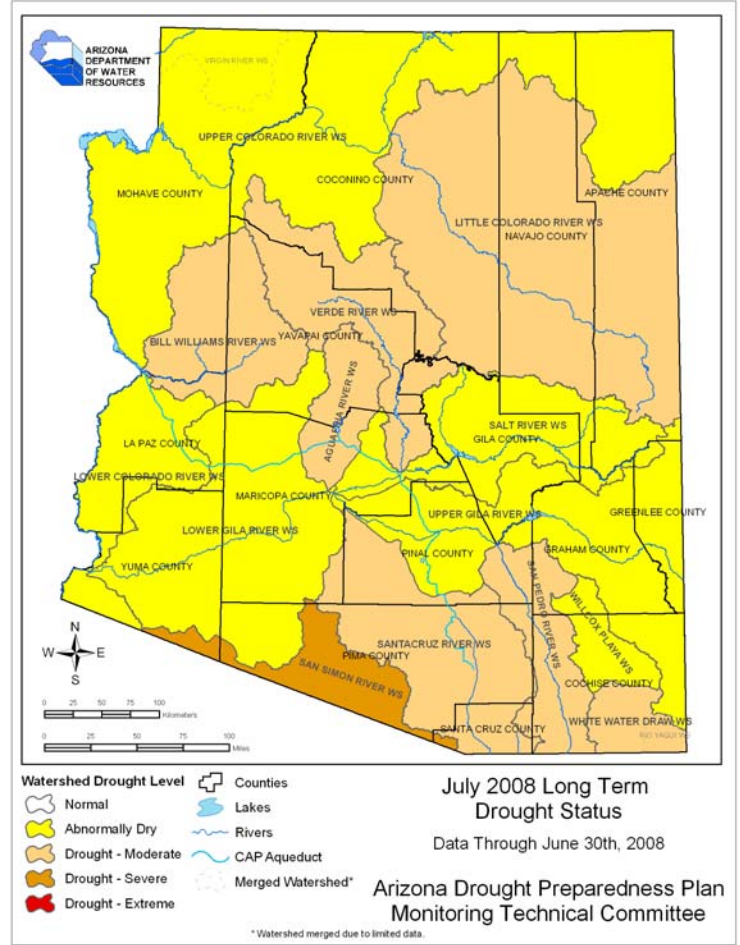 ARIZONA
DEPARTMENT
OF WATER
RESOURCES
VIRGIN RIVER WS
UPPER COLORADO RIVER WS
COCONINO COUNTY
MOHAVE COUNTY
APACHE COUNTY
LITTLE COLORADO RIVER WS
NAVAJO COUNTY
VERDE RIVER WS
YAVAPAI COUNTY
BILL WILLIAMS RIVER WS
AGUA FRIA RIVER WS
SALT RIVER WS
GILA COUNTY
LA PAZ COUNTY
LOWER COLORADO RIVER WS
MARICOPA COUNTY
UPPER GILA RIVER WS
GREENLEE COUNTY
LOWER GILA RIVER WS
PINAL COUNTY
GRAHAM COUNTY
YUMA COUNTY
SAN PEDRO RIVER WS
WILLCOX PLAYA WS
SANTACRUZ RIVER WS
PIMA COUNTY
SAN SIMON RIVER WS
COCHISE COUNTY
SANTA CRUZ COUNTY
WHITE WATER DRAW WS
RIO YAQUI WS
N
W E
S
0 25 50 100
Kilometers
0 25 50 100
Miles
Watershed Drought Level
Normal
Abnormally Dry
Drought - Moderate
Drought - Severe
Drought - Extreme
Counties
Lakes
Rivers
CAP Aqueduct
Merged Watershed*
* Watershed merged due to limited data.
July 2008 Long Term
Drought Status
Data Through June 30th, 2008
Arizona Drought Preparedness Plan
Monitoring Technical Committee